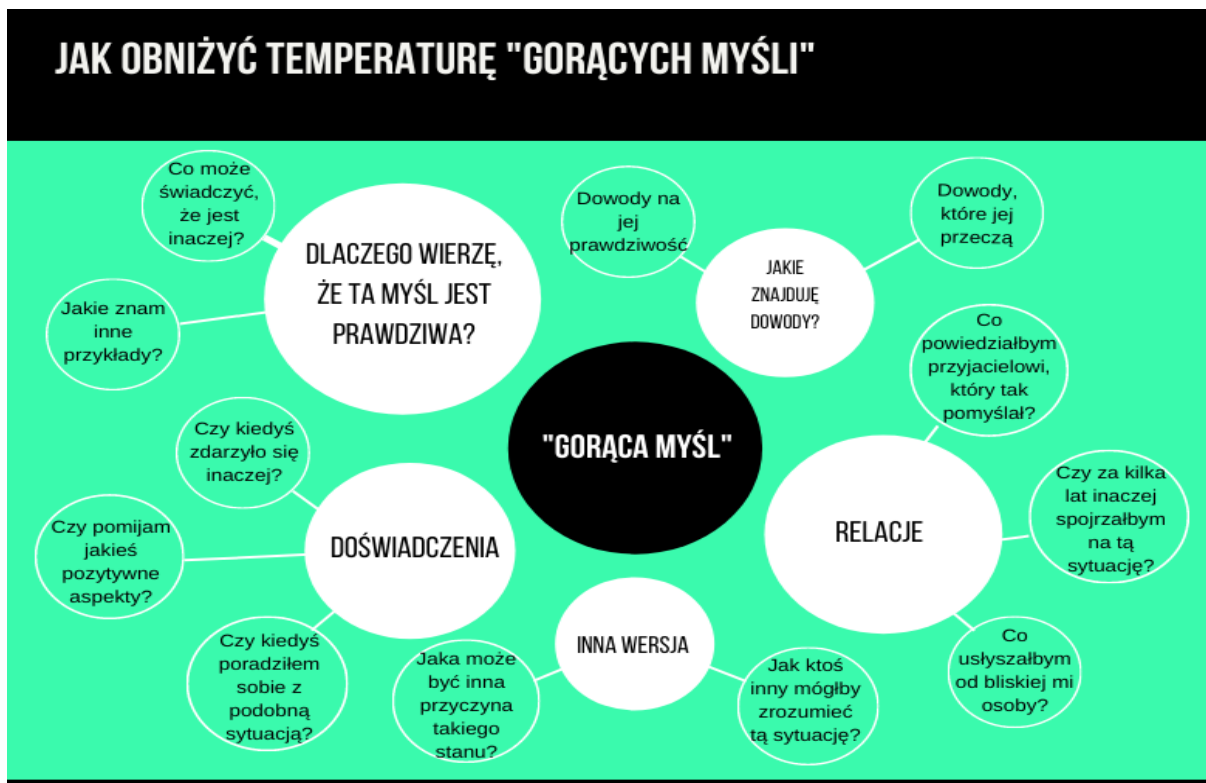 JAK OBNIŻYĆ TEMPERATURĘ "GORĄCYCH MYŚLI"
Co może
świadczyć,
że jest
inaczej?
Jakie znam
inne
przykłady?
DLACZEGO WIERZĘ,
ŻE TA MYŚL JEST
PRAWDZIWA?
Dowody na
jej
prawdziwość
Dowody,
które jej
przeczą
JAKIE
ZNAJDUJĘ
DOWODY?
"GORĄCA MYŚL"
Czy kiedyś
zdarzyło się
inaczej?
Czy pomijam
jakieś
pozytywne
aspekty?
Czy kiedyś
poradziłem
sobie z
podobną
sytuacją?
DOŚWIADCZENIA
Co
powiedziałbym
przyjacielowi,
który tak
pomyślał?
Czy za kilka
lat inaczej
spojrzałbym
na tą
sytuację?
Co
usłyszałbym
od bliskiej mi
osoby?
RELACJE
INNA WERSJA
Jaka może
być inna
przyczyna
takiego
stanu?
Jak ktoś
inny mógłby
zrozumieć
tą sytuację?